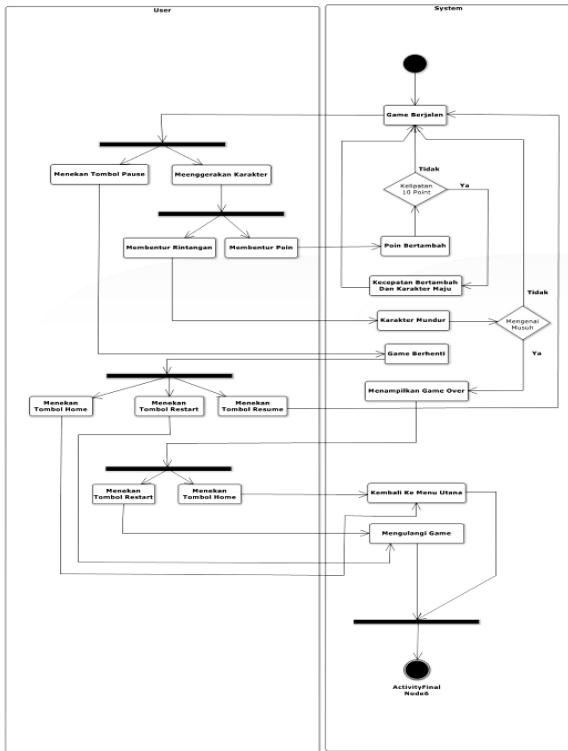 User
System
Game Berjalan
Menekan Tombol Pause
Meenggerakan Karakter
Tidak
Kelipatan
10 Point
Ya
Membentur Rintangan
Membentur Poin
Poin Bertambah
Kecepatan Bertambah
Dan Karakter Maju
Tidak
Karakter Mundur
Mengenai
Musuh
Ya
Game Berhenti
Menampilkan Game Over
Menekan
Tombol Home
Menekan
Tombol Restart
Menekan
Tombol Resume
Menekan
Tombol Restart
Menekan
Tombol Home
Kembali Ke Menu Utana
Mengulangi Game
ActivityFinal
Node6